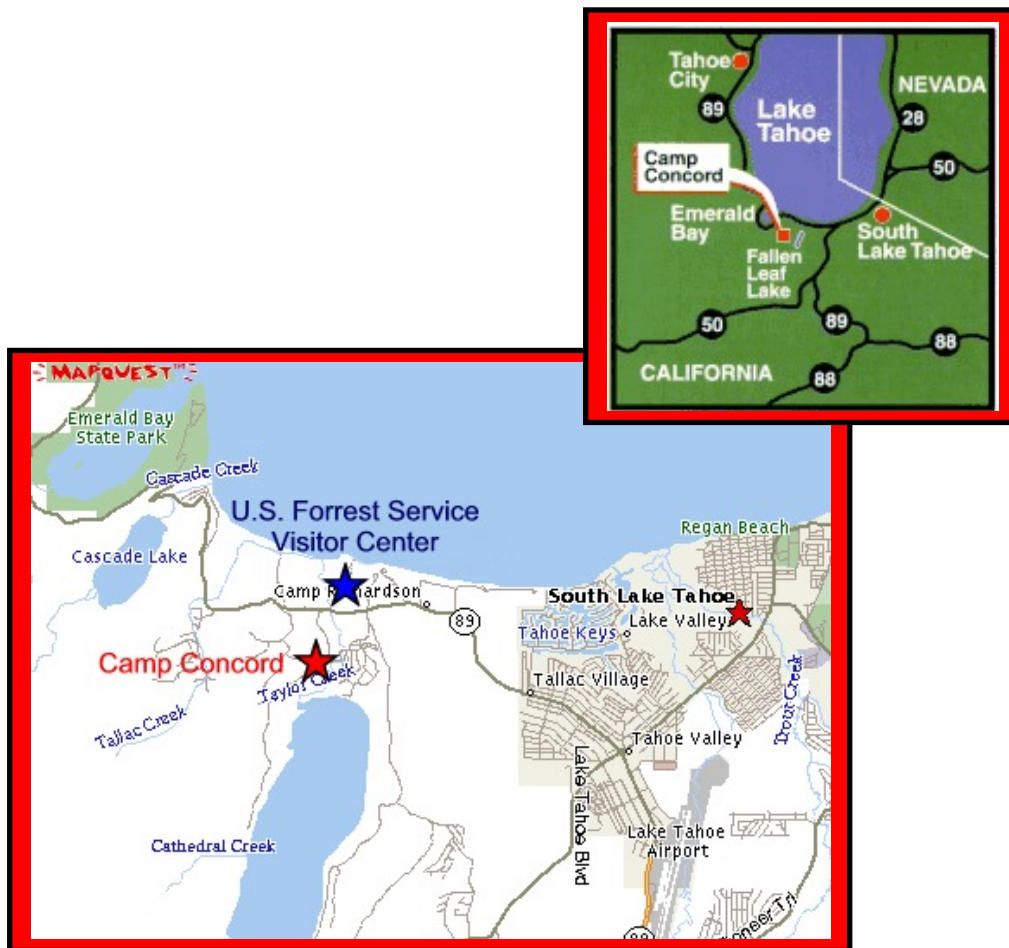 Tahoe
City
NEVADA
Lake
Tahoe
89
28
Camp
Concord
50
Emerald
Bay
South
Lake Tahoe
Fallen
Leaf
Lake
50
89
88
CALIFORNIA
88
MAPQUEST™
Emerald Bay
State Park
Cascade Creek
U.S. Forrest Service
Visitor Center
Regan Beach
Cascade Lake
Camp Richardson
South Lake Tahoe
89
Tahoe Keys
Lake Valley
Camp Concord
Taylor Creek
Tallac Village
Tallac Creek
Trout Creek
Tahoe Valley
Lake Tahoe Blvd
Lake Tahoe
Airport
Cathedral Creek
89